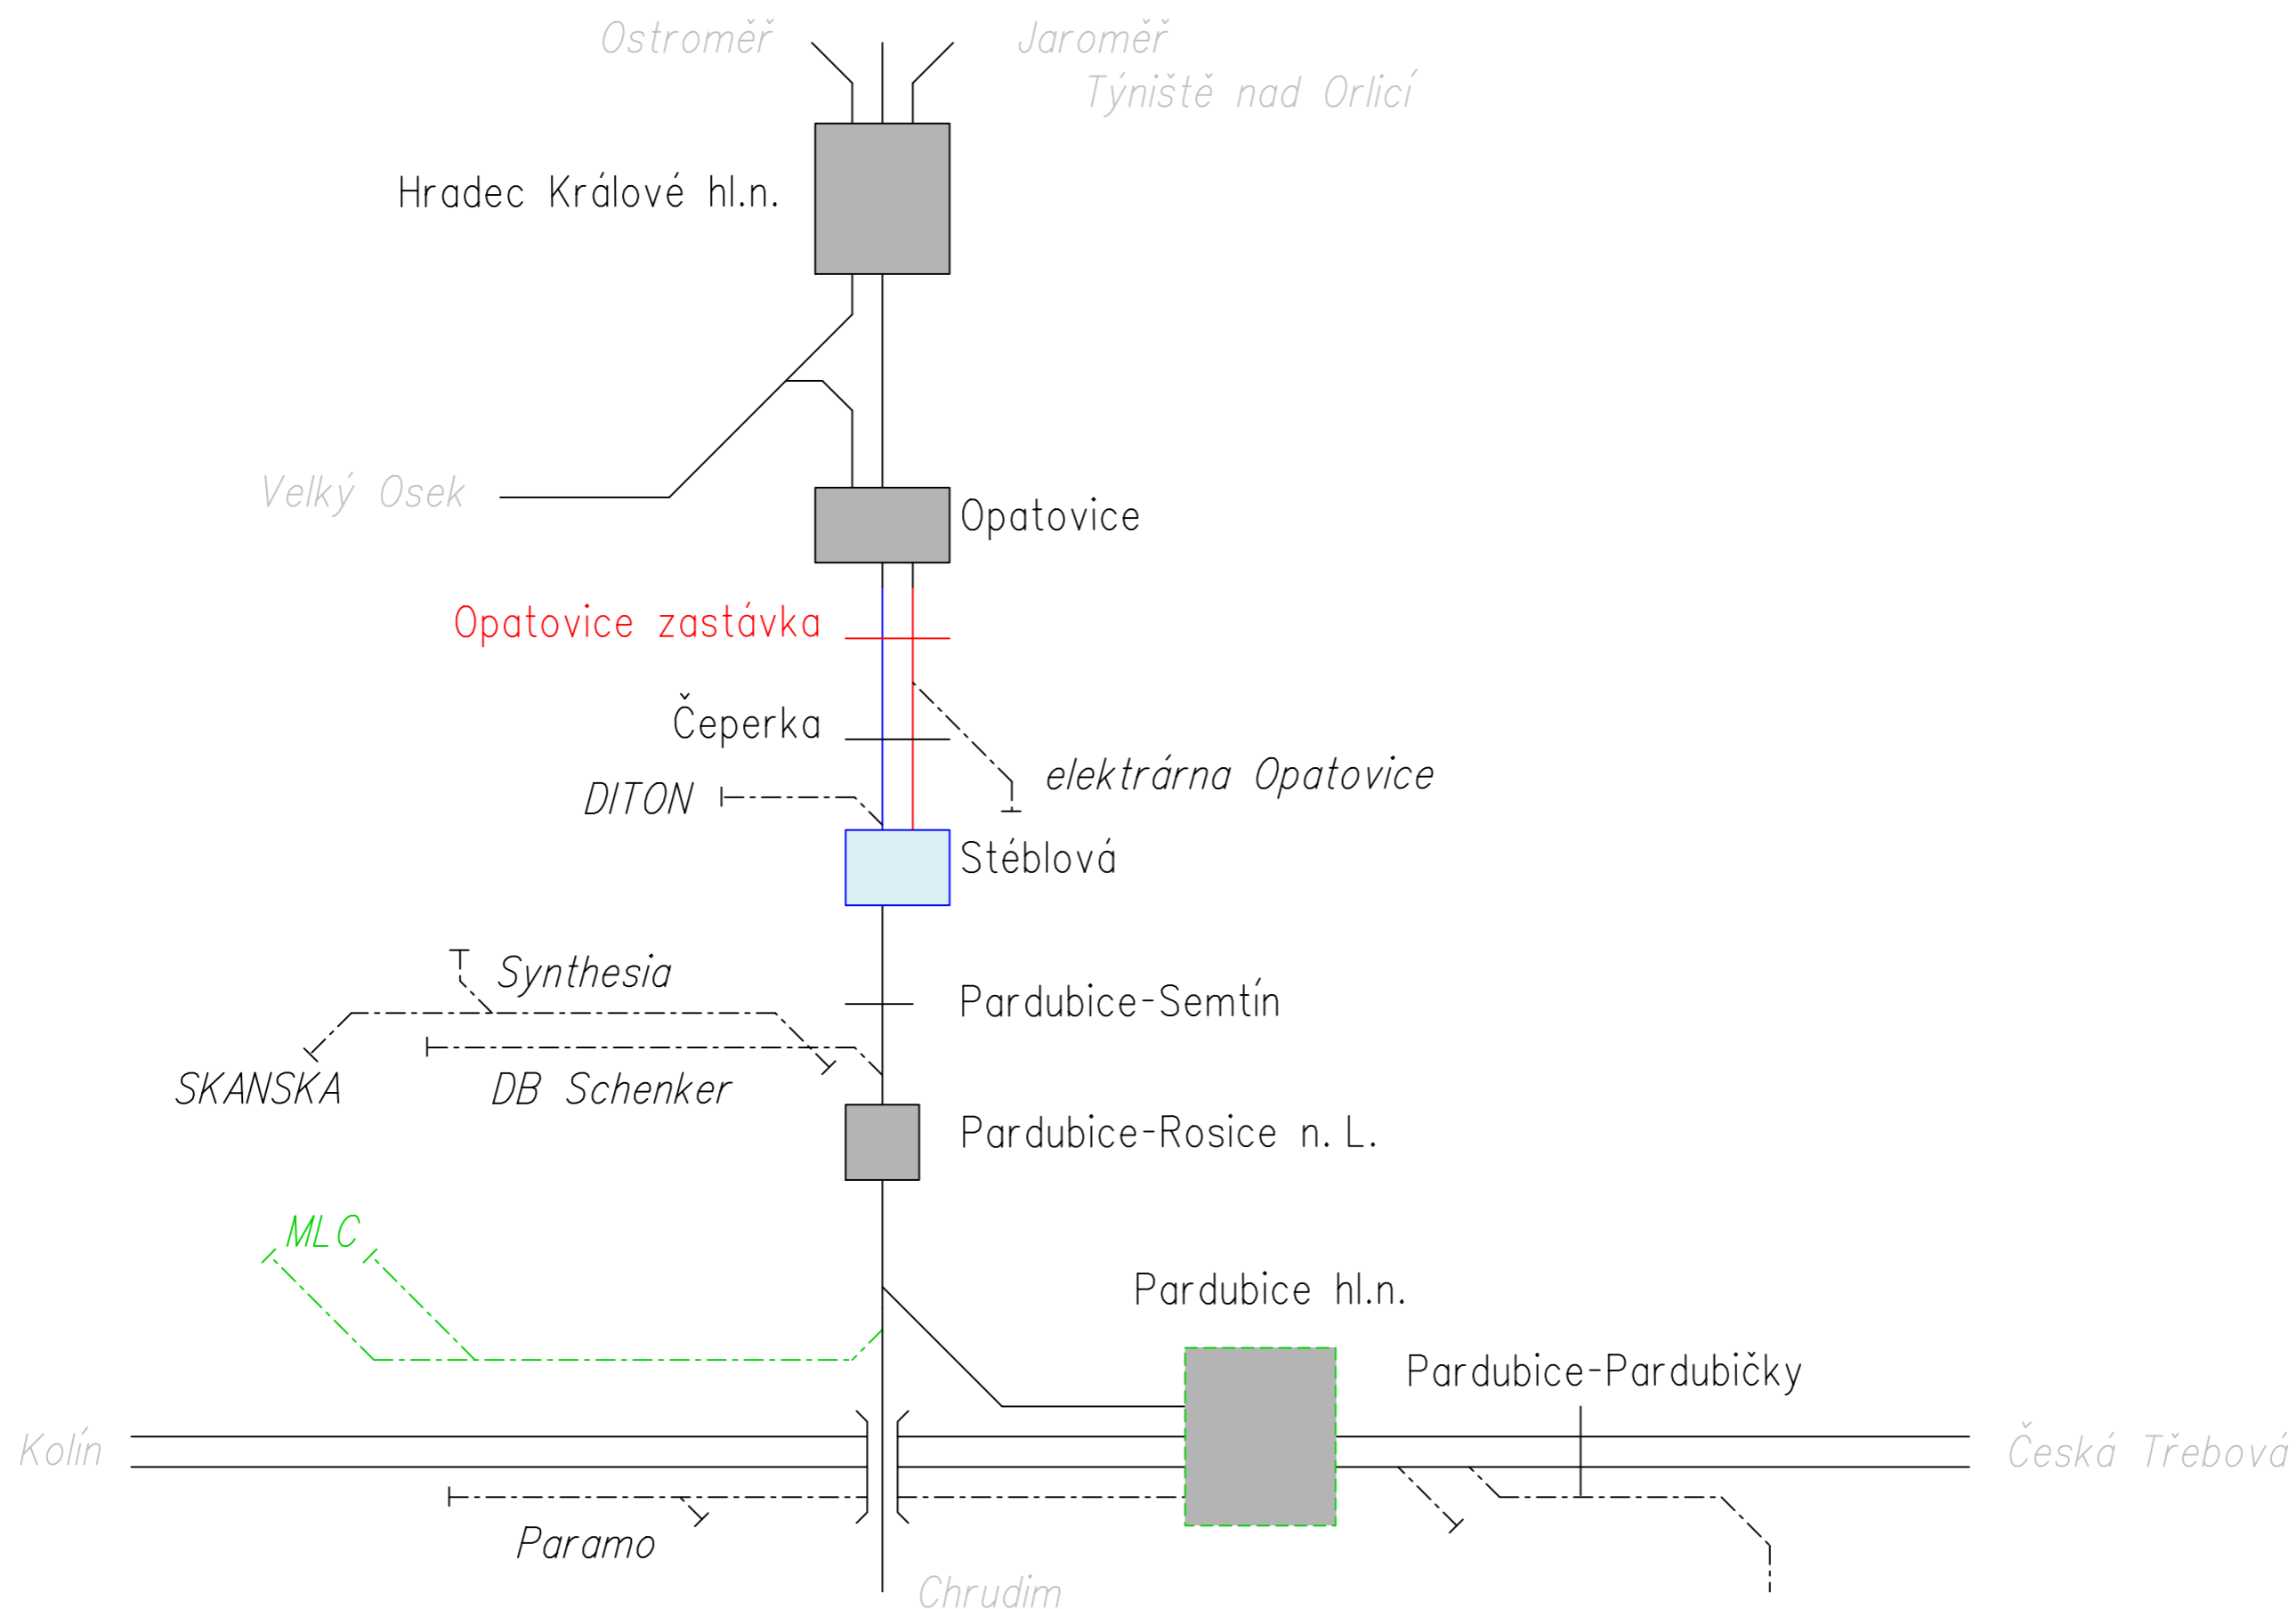 Ostroměř
Jaroměř
Týniště nad Orlicí
Hradec Králové hl.n.
Velký Osek
Opatovice
Opatovice zastávka
Čeperka
elektrárna Opatovice
DITON
Stéblová
Synthesia
Pardubice-Semtín
SKANSKA
DB Schenker
Pardubice-Rosice n. L.
MLC
Pardubice hl.n.
Pardubice-Pardubičky
Kolín
Česká Třebová
Paramo
Chrudim